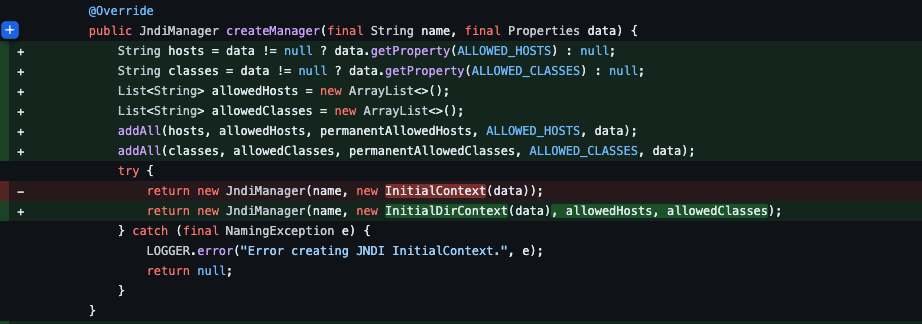 @Override
public JndiManager createManager(final String name, final Properties data) {
+ String hosts = data != null ? data.getProperty(ALLOWED_HOSTS) : null;
+ String classes = data != null ? data.getProperty(ALLOWED_CLASSES) : null;
+ List<String> allowedHosts = new ArrayList<>();
+ List<String> allowedClasses = new ArrayList<>();
+ addAll(hosts, allowedHosts, permanentAllowedHosts, ALLOWED_HOSTS, data);
+ addAll(classes, allowedClasses, permanentAllowedClasses, ALLOWED_CLASSES, data);
try {
− return new JndiManager(name, new InitialContext(data));
+ return new JndiManager(name, new InitialDirContext(data), allowedHosts, allowedClasses);
} catch (final NamingException e) {
LOGGER.error("Error creating JNDI InitialContext.", e);
return null;
}
}